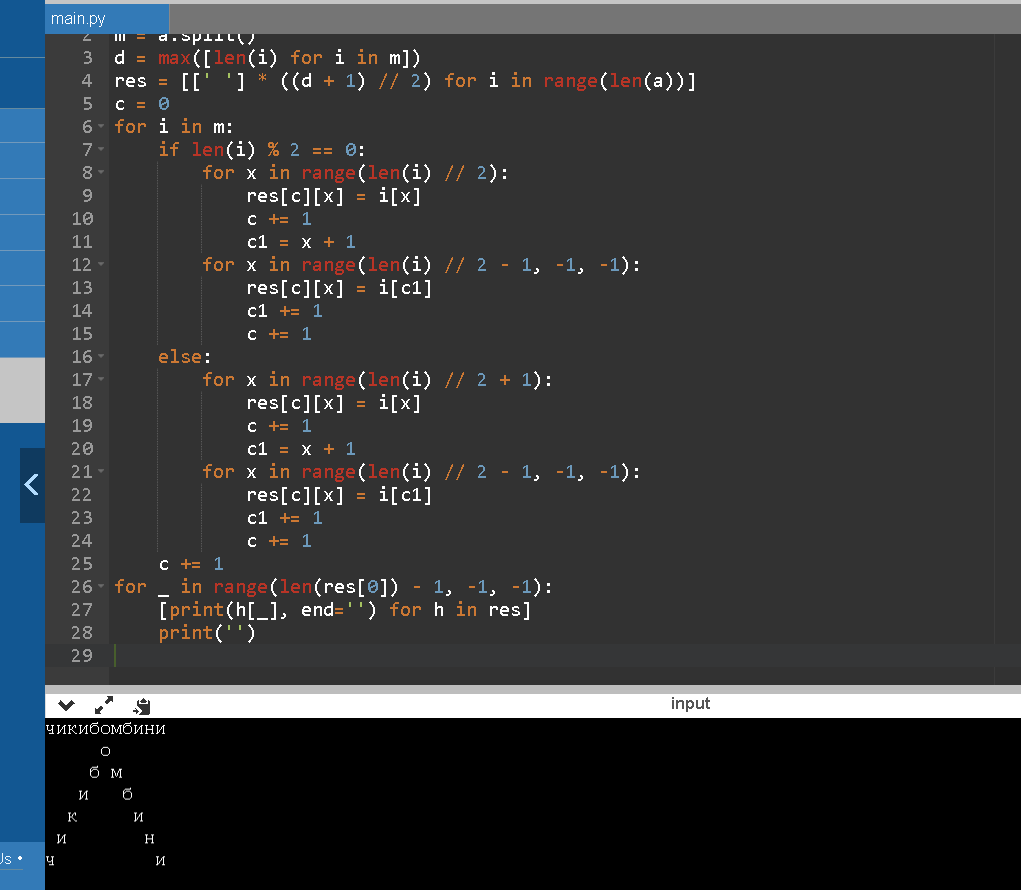 main.py
2 m = a.split()
3 d = max([len(i) for i in m])
4 res = [[' '] * ((d + 1) // 2) for i in range(len(a))]
5 c = 0
6 for i in m:
7     if len(i) % 2 == 0:
8         for x in range(len(i) // 2):
9             res[c][x] = i[x]
10             c += 1
11             c1 = x + 1
12         for x in range(len(i) // 2 - 1, -1, -1):
13             res[c][x] = i[c1]
14             c1 += 1
15             c += 1
16     else:
17         for x in range(len(i) // 2 + 1):
18             res[c][x] = i[x]
19             c += 1
20             c1 = x + 1
21         for x in range(len(i) // 2 - 1, -1, -1):
22             res[c][x] = i[c1]
23             c1 += 1
24             c += 1
25     c += 1
26 for _ in range(len(res[0]) - 1, -1, -1):
27     [print(h[_], end='') for h in res]
28     print('')
29
input
чикибомбини
     о
    б м
   и   б
  к     и
Us • и       н
ч         и